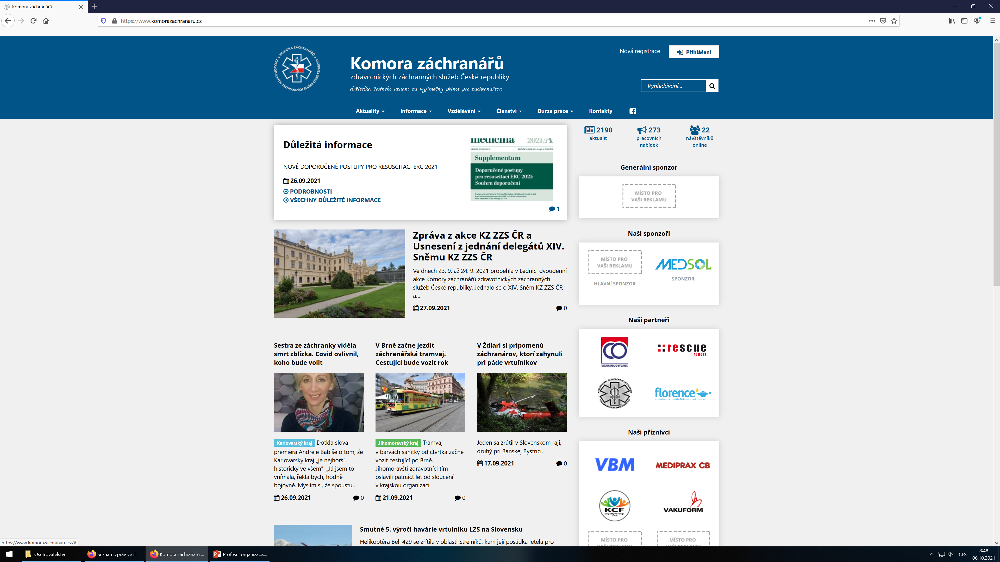 Komora záchranářů
https://www.komorazachranaru.cz
KOMORA ZÁCHRANÁŘŮ
ZDRAVOTNICKÝCH ZÁCHRANNÝCH SLUŽEB ČESKÉ REPUBLIKY
Komora záchranářů
zdravotnických záchranných služeb České republiky
držitelka čestného uznání za výjimečný přínos pro záchranářství
Nová registrace
Přihlášení
Vyhledávání...
Aktuality Informace Vzdělávání Členství Burza práce Kontakty
Důležitá informace
NOVÉ DOPORUČENÉ POSTUPY PRO RESUSCITACI ERC 2021
26.09.2021
PODROBNOSTI
VŠECHNY DŮLEŽITÉ INFORMACE
medicína 2021/A
Supplementum
Doporučené postupy
pro resuscitaci ERC 2021:
Souhrn doporučení
1
Zpráva z akce KZ ZZS ČR a
Usnesení z jednání delegátů XIV.
Sněmu KZ ZZS ČR
Ve dnech 23. 9. až 24. 9. 2021 proběhla v Lednici dvoudenní
akce Komory záchranářů zdravotnických záchranných
služeb České republiky. Jednalo se o XIV. Sněm KZ ZZS ČR
a...
27.09.2021 0
Sestra ze záchranky viděla
smrt zblízka. Covid ovlivnil,
koho bude volit
Karlovarský kraj Dotkla slova
premiéra Andreje Babiše o tom, že
Karlovarský kraj „je nejhorší,
historicky ve všem". „Já jsem to
vnímala, řekla bych, hodně
bojovně. Myslím si, že spoustu...
26.09.2021 0
V Brně začne jezdit
záchranářská tramvaj.
Cestující bude vozit rok
Jihomoravský kraj Tramvaj
v barvách sanitky od čtvrtka začne
vozit cestující po Brně.
Jihomoravští zdravotníci tím
oslavili patnáct let od sloučení
v krajskou organizaci.
21.09.2021 0
V Ždiari si pripomenú
záchranárov, ktorí zahynuli
pri páde vrtuľníkov
Jeden sa zrútil v Slovenskom raji,
druhý pri Banskej Bystrici.
17.09.2021 0
Smutné 5. výročí havárie vrtulníku LZS na Slovensku
Helikoptéra Bell 429 se zřítila v oblasti Strelníků, kam její posádka letěla pro
2190
aktualit
273
pracovních
nabídek
22
návštěvníků
online
Generální sponzor
MÍSTO PRO
VAŠI REKLAMU
Naši sponzoři
MÍSTO PRO
VAŠI REKLAMU
HLAVNÍ SPONZOR
MEDSOL
SPONZOR
Naši partneři
OCHRANA OBYVATEL
rescue
report
florence
Naši příznivci
VBM
MEDIPRAX CB
KCF
Loyalty Group
s.r.o.
VAKUFORM
MÍSTO PRO
VAŠI REKLAMU
MÍSTO PRO
VAŠI REKLAMU
https://www.komorazachranaru.cz/#
Ošetřovatelství
Seznam zpráv ve sl...
Komora záchranářů ...
Profesní organizace....
CES
8:48
06.10.2021